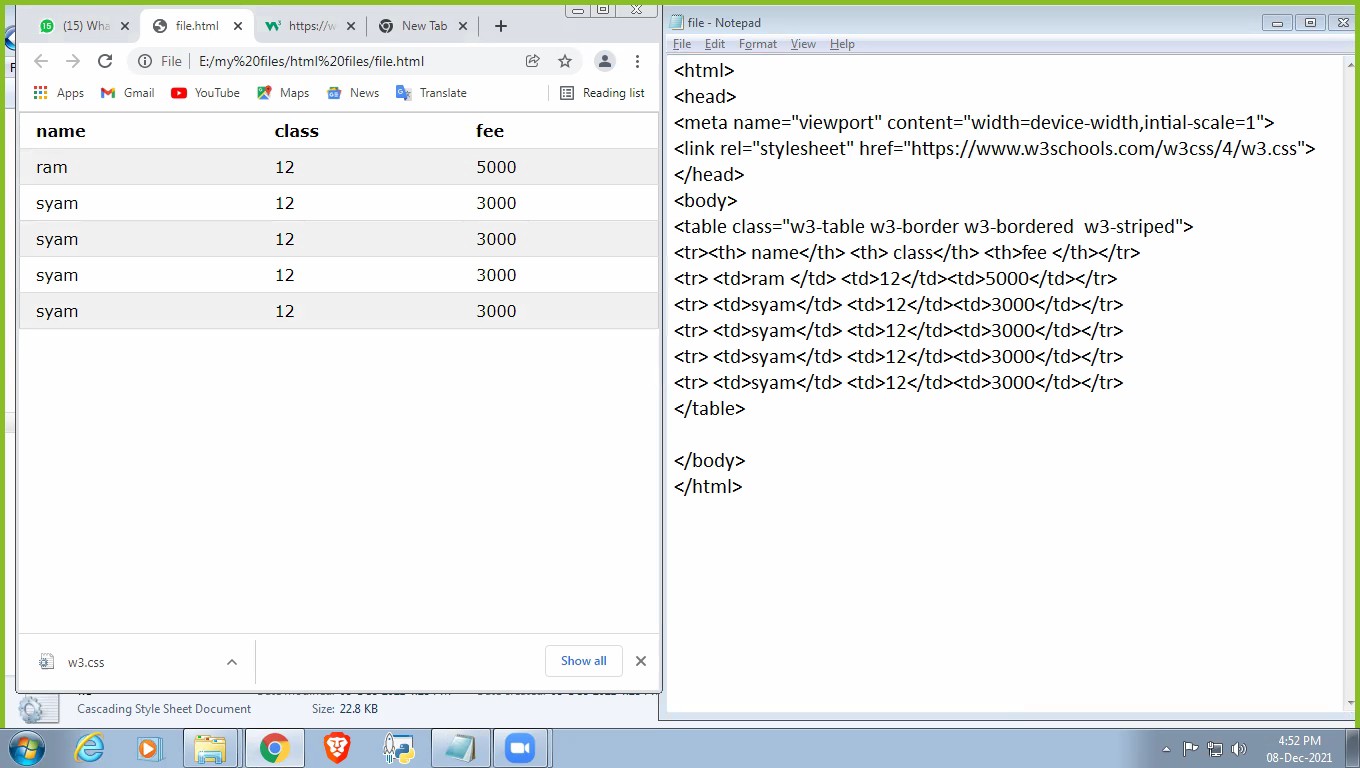 (15) Wha
file.html
https://w
New Tab
File
E:/my%20files/html%20files/file.html
Apps
Gmail
YouTube
Maps
News
Translate
Reading list
name class fee
ram 12 5000
syam 12 3000
syam 12 3000
syam 12 3000
syam 12 3000
w3.css
Show all
Cascading Style Sheet Document
Size: 22.8 KB
file - Notepad
File Edit Format View Help
<html>
<head>
<meta name="viewport" content="width=device-width,intial-scale=1">
<link rel="stylesheet" href="https://www.w3schools.com/w3css/4/w3.css">
</head>
<body>
<table class="w3-table w3-border w3-bordered  w3-striped">
<tr><th> name</th> <th> class</th> <th>fee </th></tr>
<tr> <td>ram </td> <td>12</td><td>5000</td></tr>
<tr> <td>syam</td> <td>12</td><td>3000</td></tr>
<tr> <td>syam</td> <td>12</td><td>3000</td></tr>
<tr> <td>syam</td> <td>12</td><td>3000</td></tr>
<tr> <td>syam</td> <td>12</td><td>3000</td></tr>
</table>
</body>
</html>
4:52 PM
08-Dec-2021